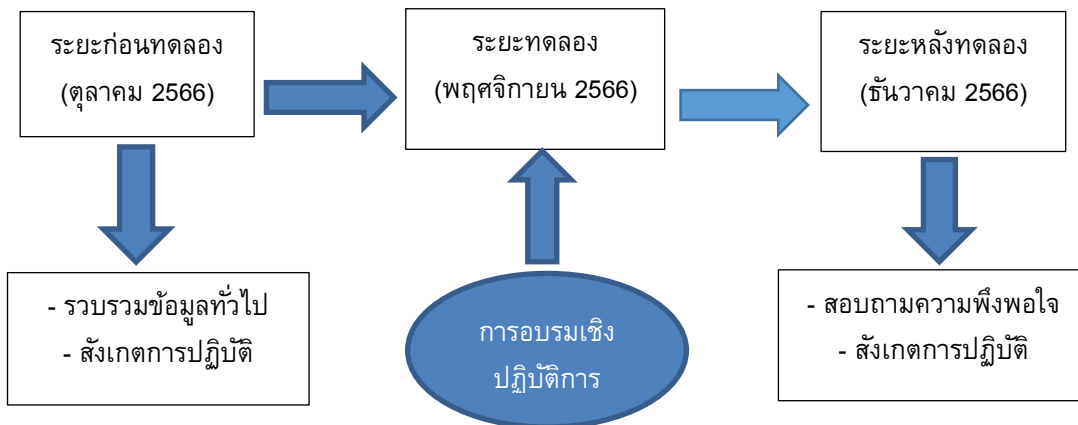 ระยะก่อนทดลอง
(ตุลาคม 2566)
ระยะทดลอง
(พฤศจิกายน 2566)
ระยะหลังทดลอง
(ธันวาคม 2566)
- รวบรวมข้อมูลทั่วไป
- สังเกตการปฏิบัติ
การอบรมเชิง
ปฏิบัติการ
- สอบถามความพึงพอใจ
- สังเกตการปฏิบัติ